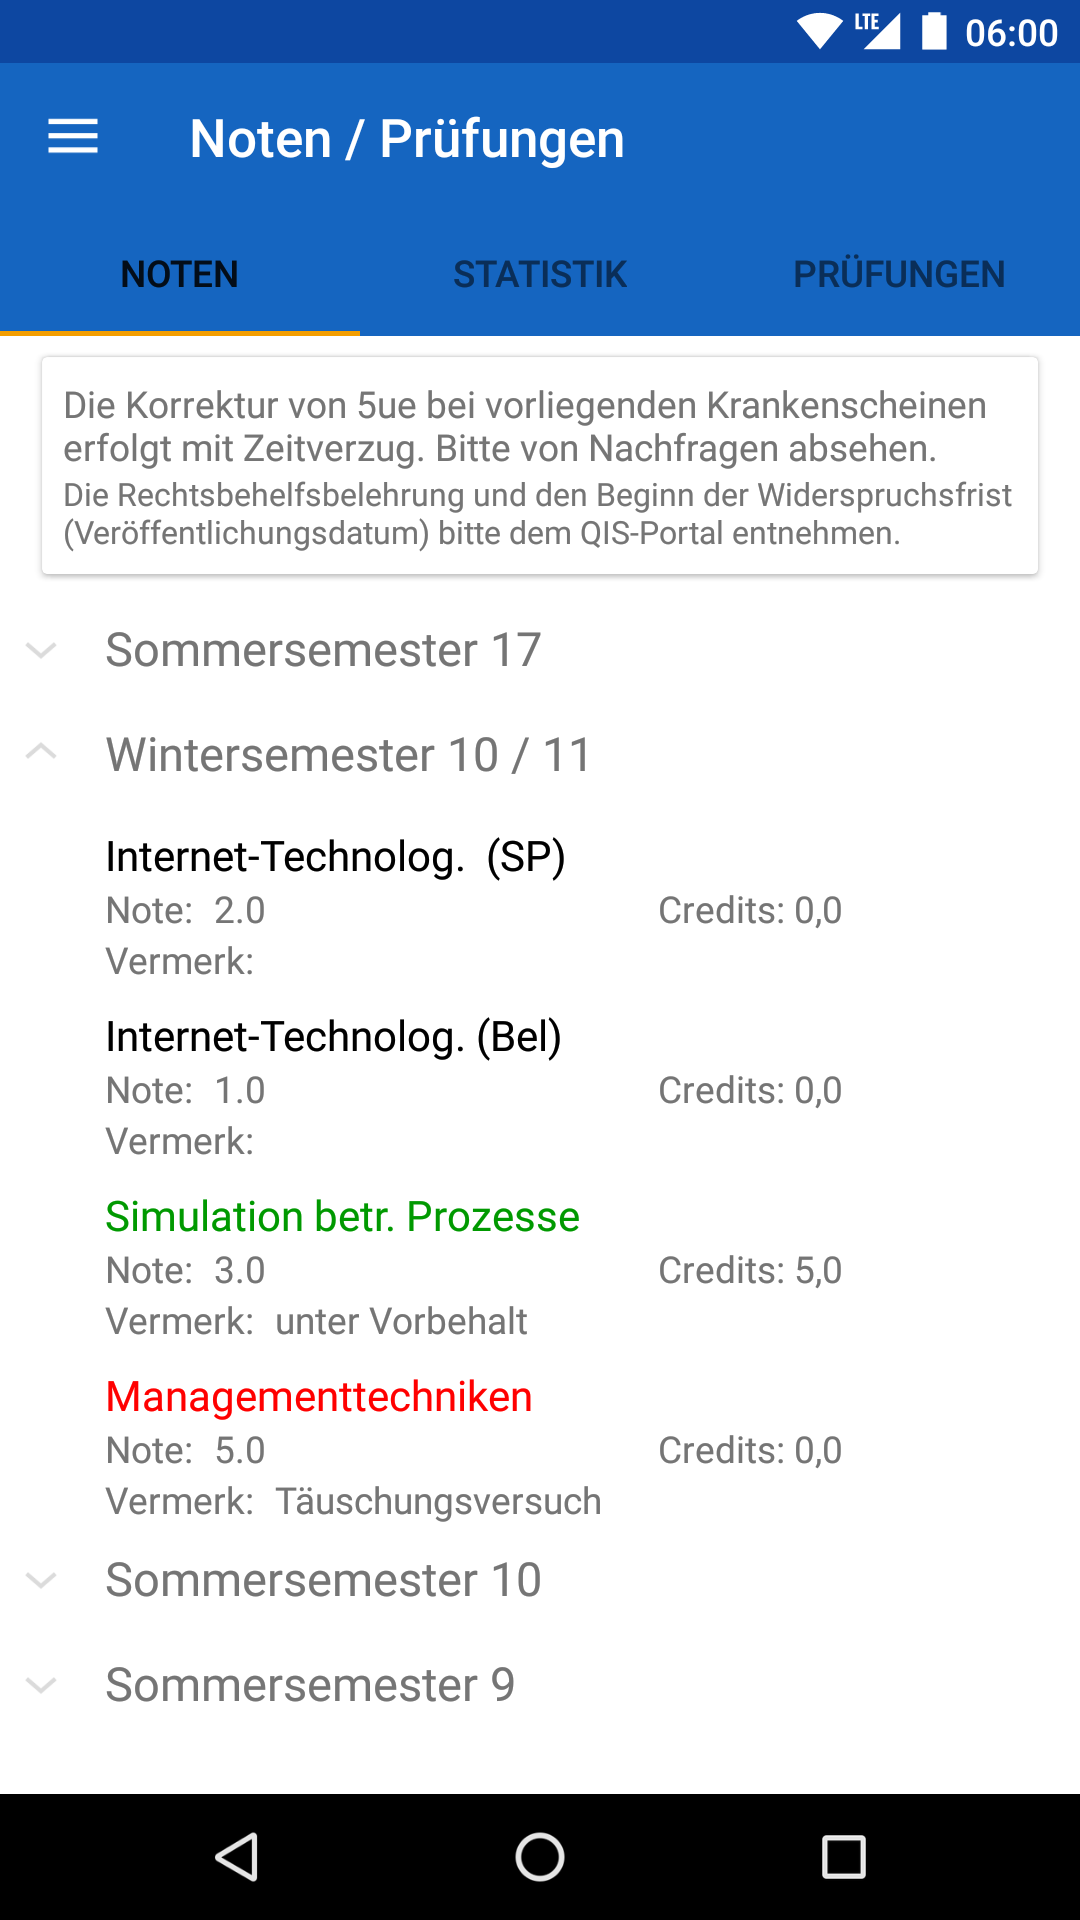 LTE 06:00
Noten / Prüfungen
NOTEN STATISTIK PRÜFUNGEN
Die Korrektur von 5ue bei vorliegenden Krankenscheinen
erfolgt mit Zeitverzug. Bitte von Nachfragen absehen.
Die Rechtsbehelfsbelehrung und den Beginn der Widerspruchsfrist
(Veröffentlichungsdatum) bitte dem QIS-Portal entnehmen.
Sommersemester 17
Wintersemester 10 / 11
Internet-Technolog.  (SP)
Note: 2.0 Credits: 0,0
Vermerk:
Internet-Technolog. (Bel)
Note: 1.0 Credits: 0,0
Vermerk:
Simulation betr. Prozesse
Note: 3.0 Credits: 5,0
Vermerk: unter Vorbehalt
Managementtechniken
Note: 5.0 Credits: 0,0
Vermerk: Täuschungsversuch
Sommersemester 10
Sommersemester 9